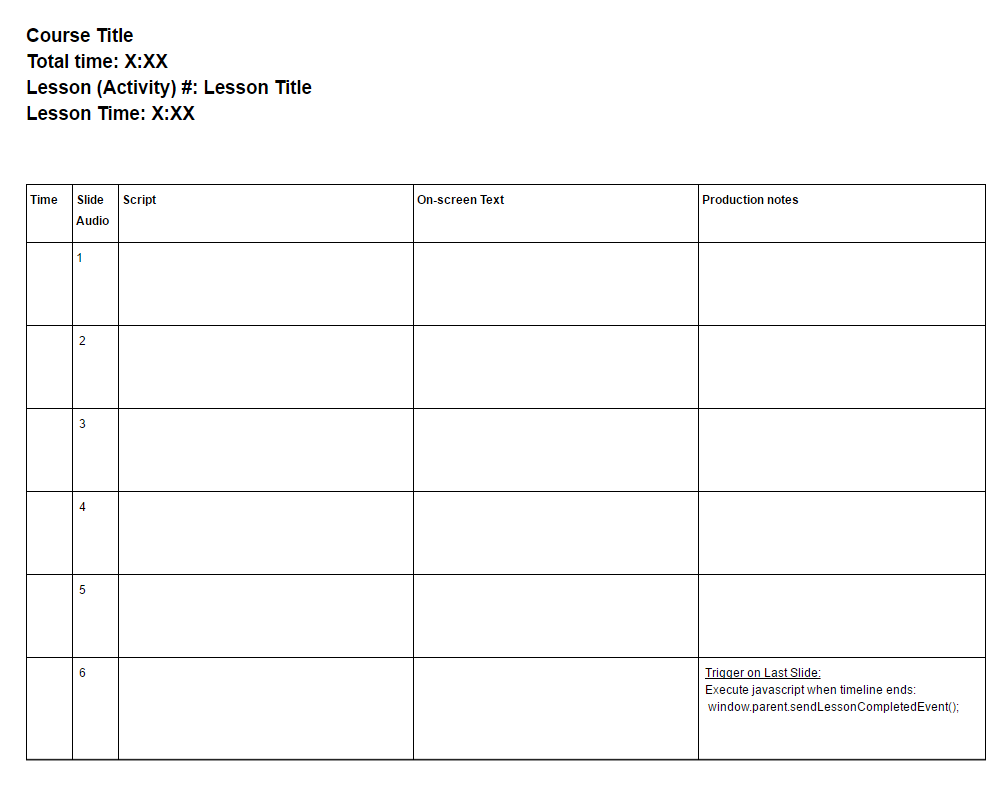 Course Title
Total time: X:XX
Lesson (Activity) #: Lesson Title
Lesson Time: X:XX
Time
Slide
Audio
Script
On-screen Text
Production notes
1
2
3
4
5
6
Trigger on Last Slide:
Execute javascript when timeline ends:
window.parent.sendLessonCompletedEvent();